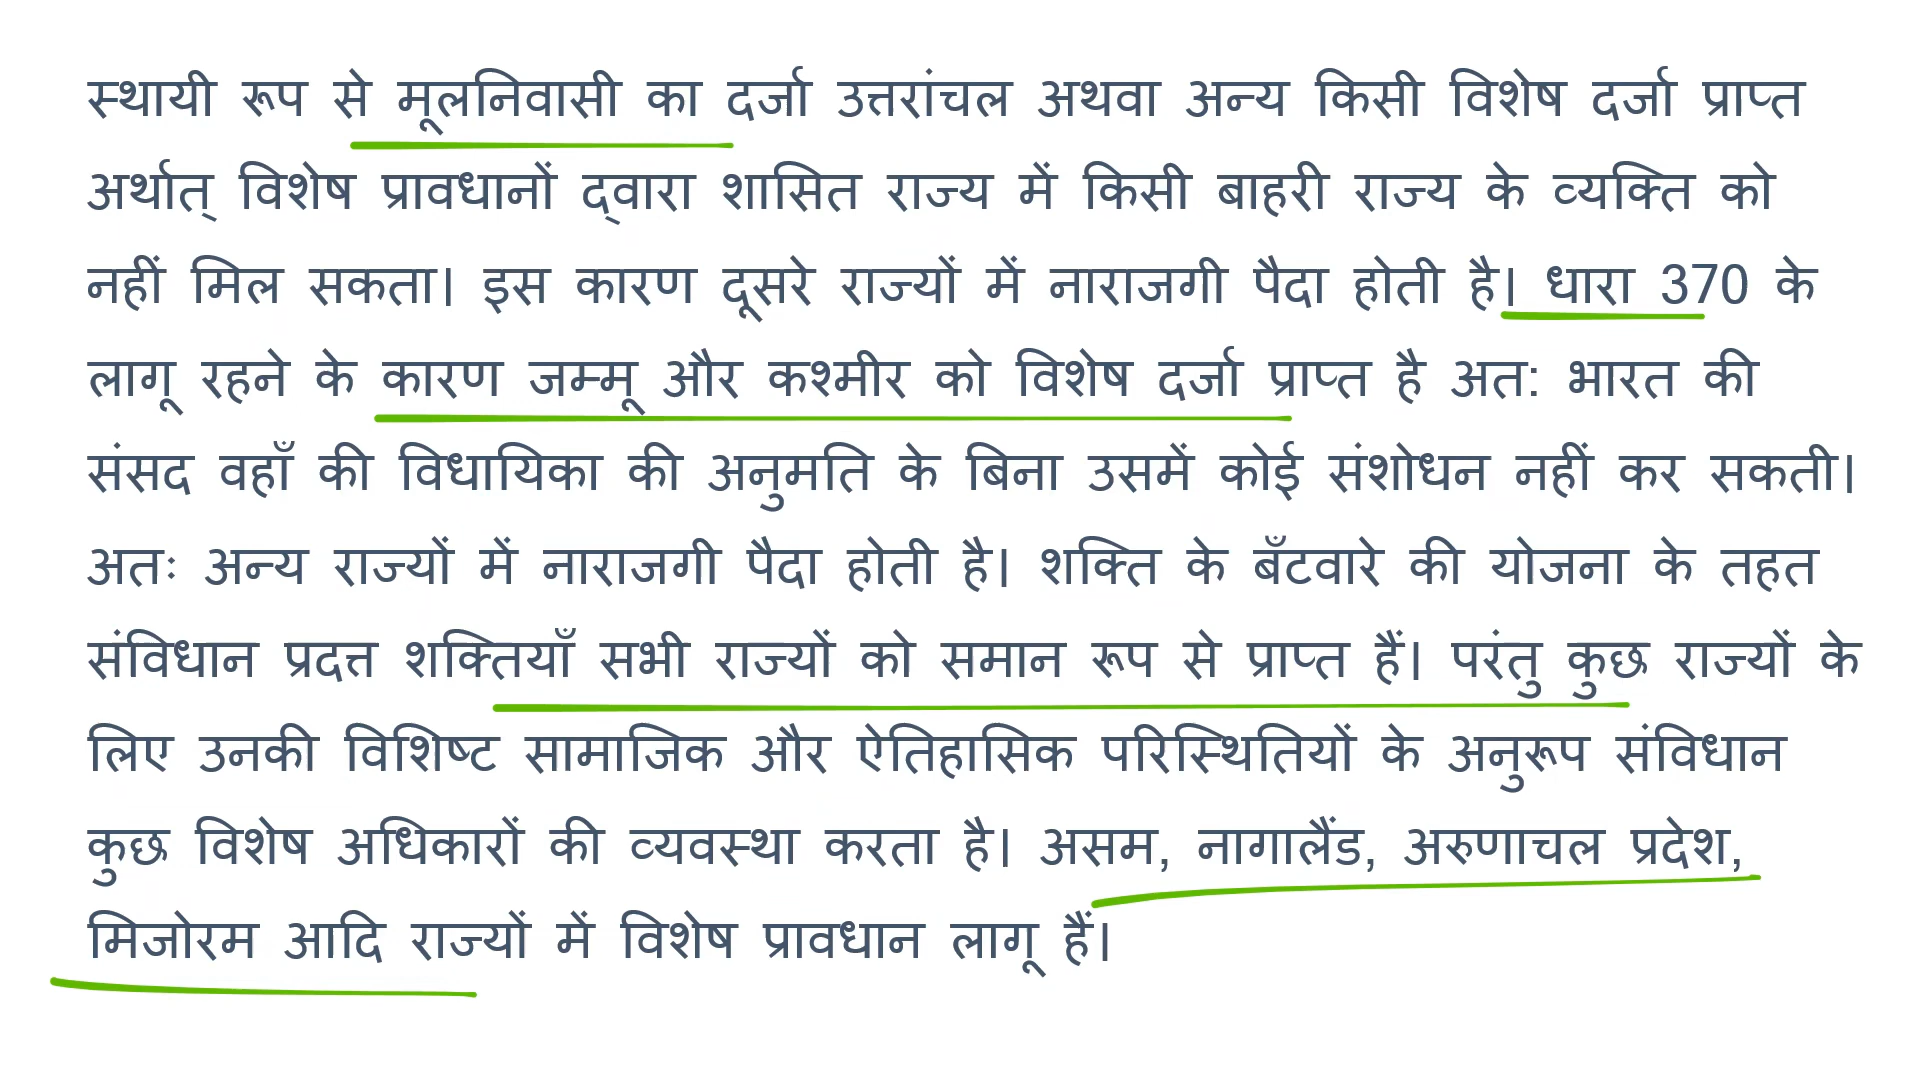 स्थायी रूप से मूलनिवासी का दर्जा उत्तरांचल अथवा अन्य किसी विशेष दर्जा प्राप्त
अर्थात् विशेष प्रावधानों द्वारा शासित राज्य में किसी बाहरी राज्य के व्यक्ति को
नहीं मिल सकता। इस कारण दूसरे राज्यों में नाराजगी पैदा होती है। धारा 370 के
लागू रहने के कारण जम्मू और कश्मीर को विशेष दर्जा प्राप्त है अत: भारत की
संसद वहाँ की विधायिका की अनुमति के बिना उसमें कोई संशोधन नहीं कर सकती।
अतः अन्य राज्यों में नाराजगी पैदा होती है। शक्ति के बँटवारे की योजना के तहत
संविधान प्रदत्त शक्तियाँ सभी राज्यों को समान रूप से प्राप्त हैं। परंतु कुछ राज्यों के
लिए उनकी विशिष्ट सामाजिक और ऐतिहासिक परिस्थितियों के अनुरूप संविधान
कुछ विशेष अधिकारों की व्यवस्था करता है। असम, नागालैंड, अरुणाचल प्रदेश,
मिजोरम आदि राज्यों में विशेष प्रावधान लागू हैं।